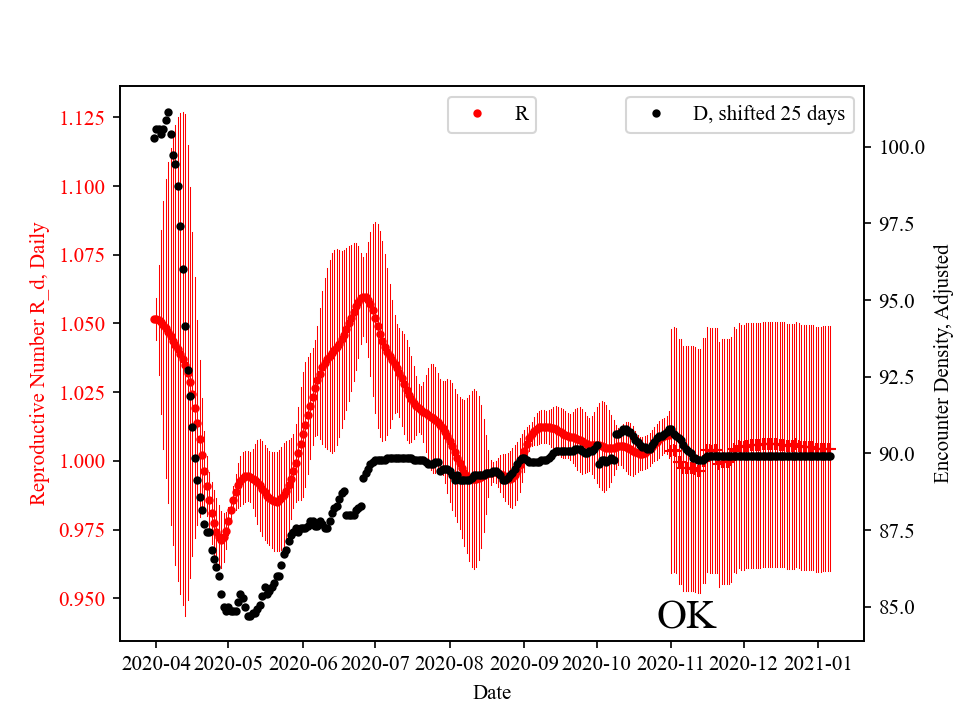 R
D, shifted 25 days
1.125
1.100
1.075
1.050
1.025
1.000
0.975
0.950
Reproductive Number R_d, Daily
100.0
97.5
95.0
92.5
90.0
87.5
85.0
Encounter Density, Adjusted
OK
2020-04 2020-05 2020-06 2020-07 2020-08 2020-09 2020-10 2020-11 2020-12 2021-01
Date